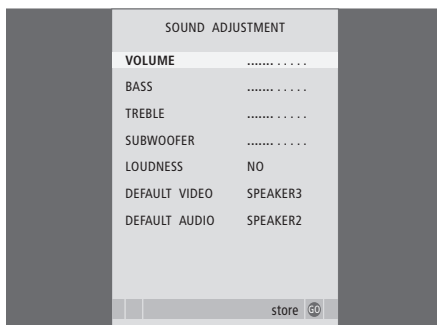 SOUND ADJUSTMENT
VOLUME ............
BASS ............
TREBLE ............
SUBWOOFER ............
LOUDNESS NO
DEFAULT VIDEO SPEAKER3
DEFAULT AUDIO SPEAKER2
store GO